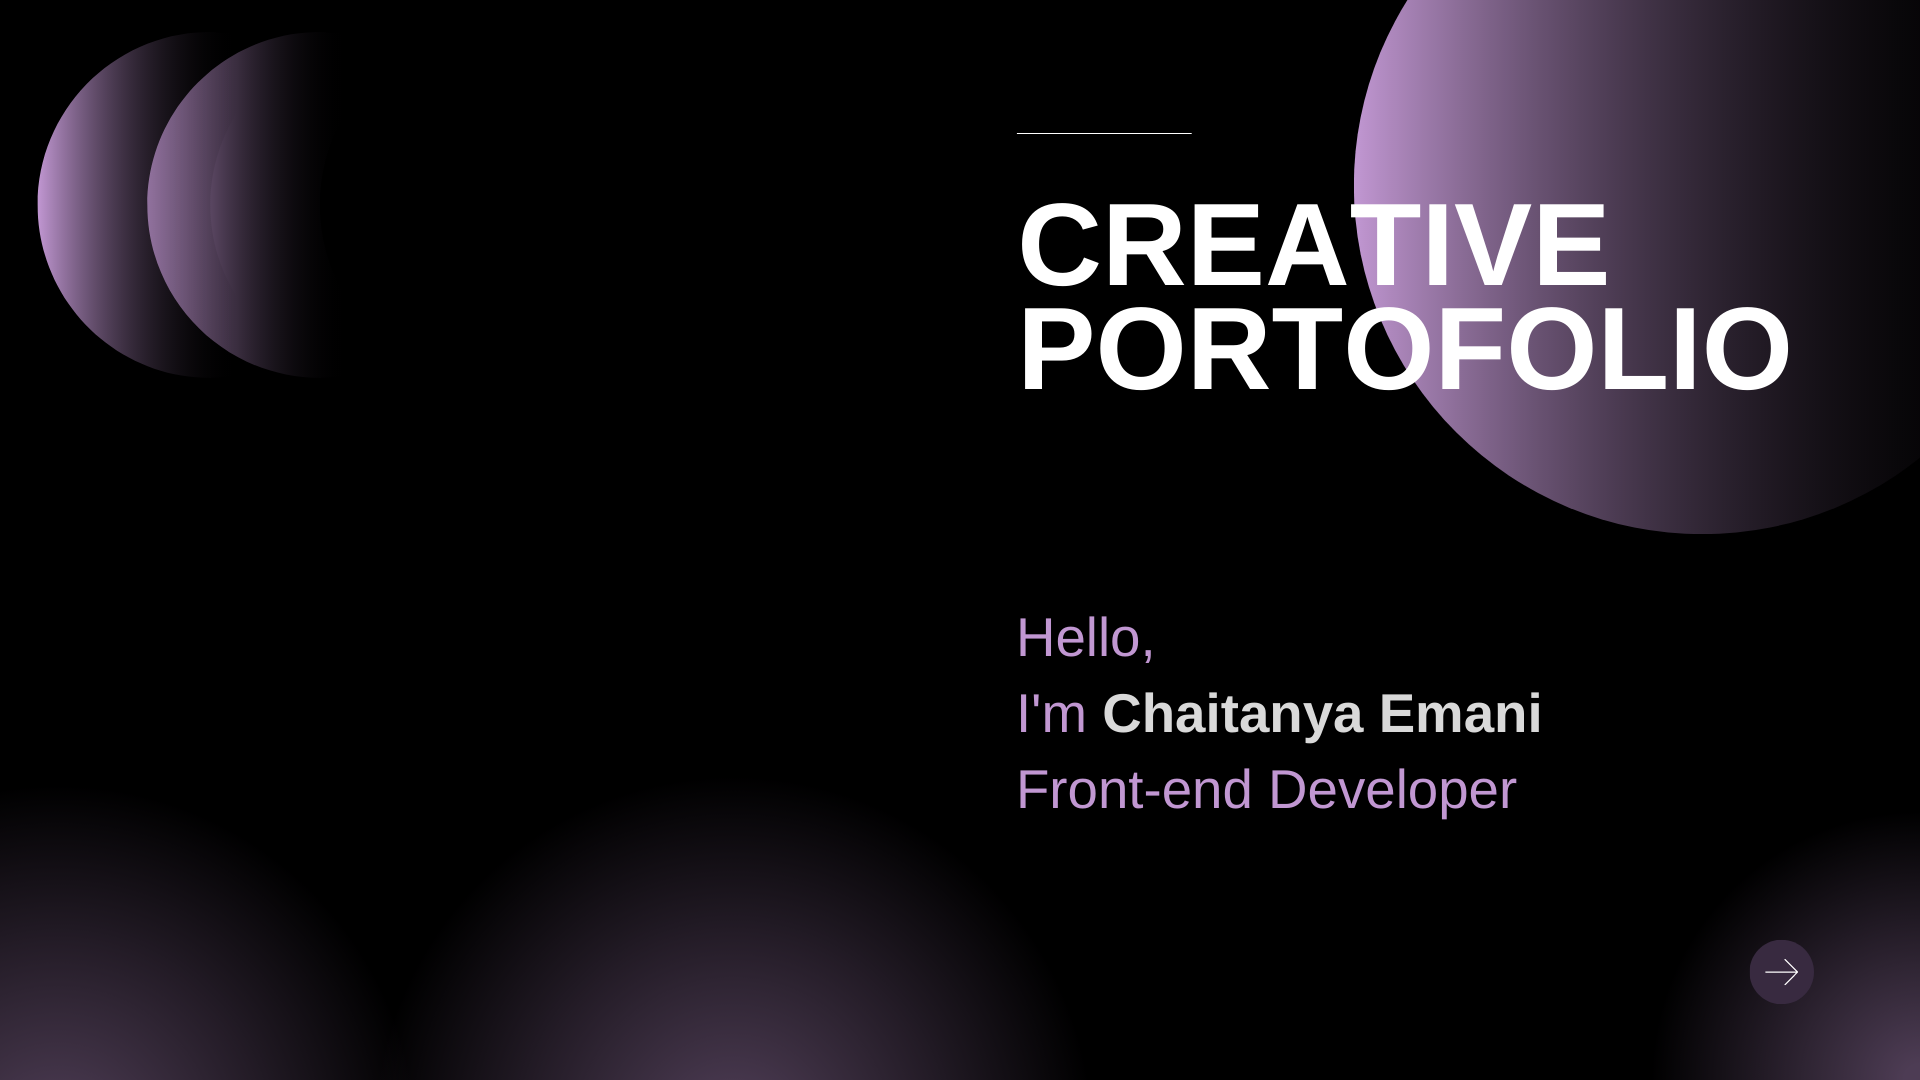 CREATIVE
PORTOFOLIO
Hello,
I'm Chaitanya Emani
Front-end Developer